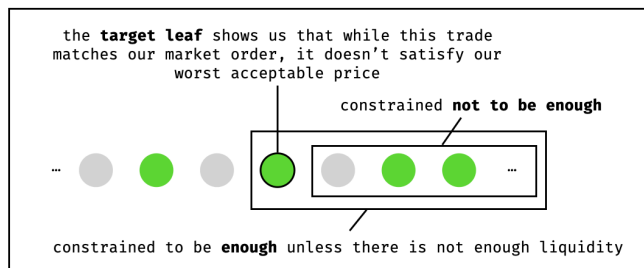 the target leaf shows us that while this trade
matches our market order, it doesn't satisfy our
worst acceptable price
constrained not to be enough
…
…
constrained to be enough unless there is not enough liquidity